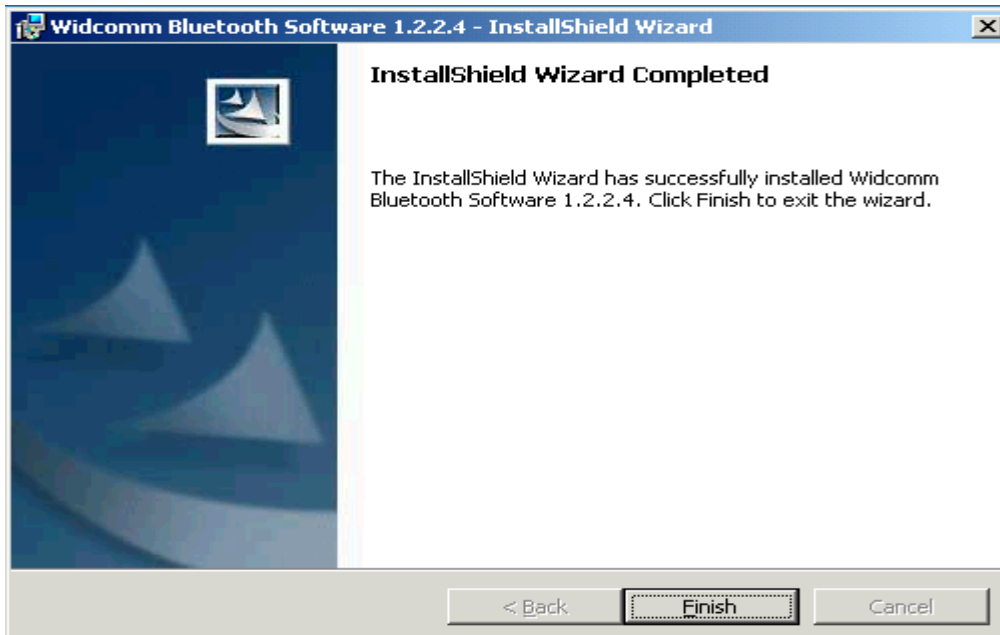 Widcomm Bluetooth Software 1.2.2.4 - InstallShield Wizard
InstallShield Wizard Completed
The InstallShield Wizard has successfully installed Widcomm
Bluetooth Software 1.2.2.4. Click Finish to exit the wizard.
< Back
Finish
Cancel